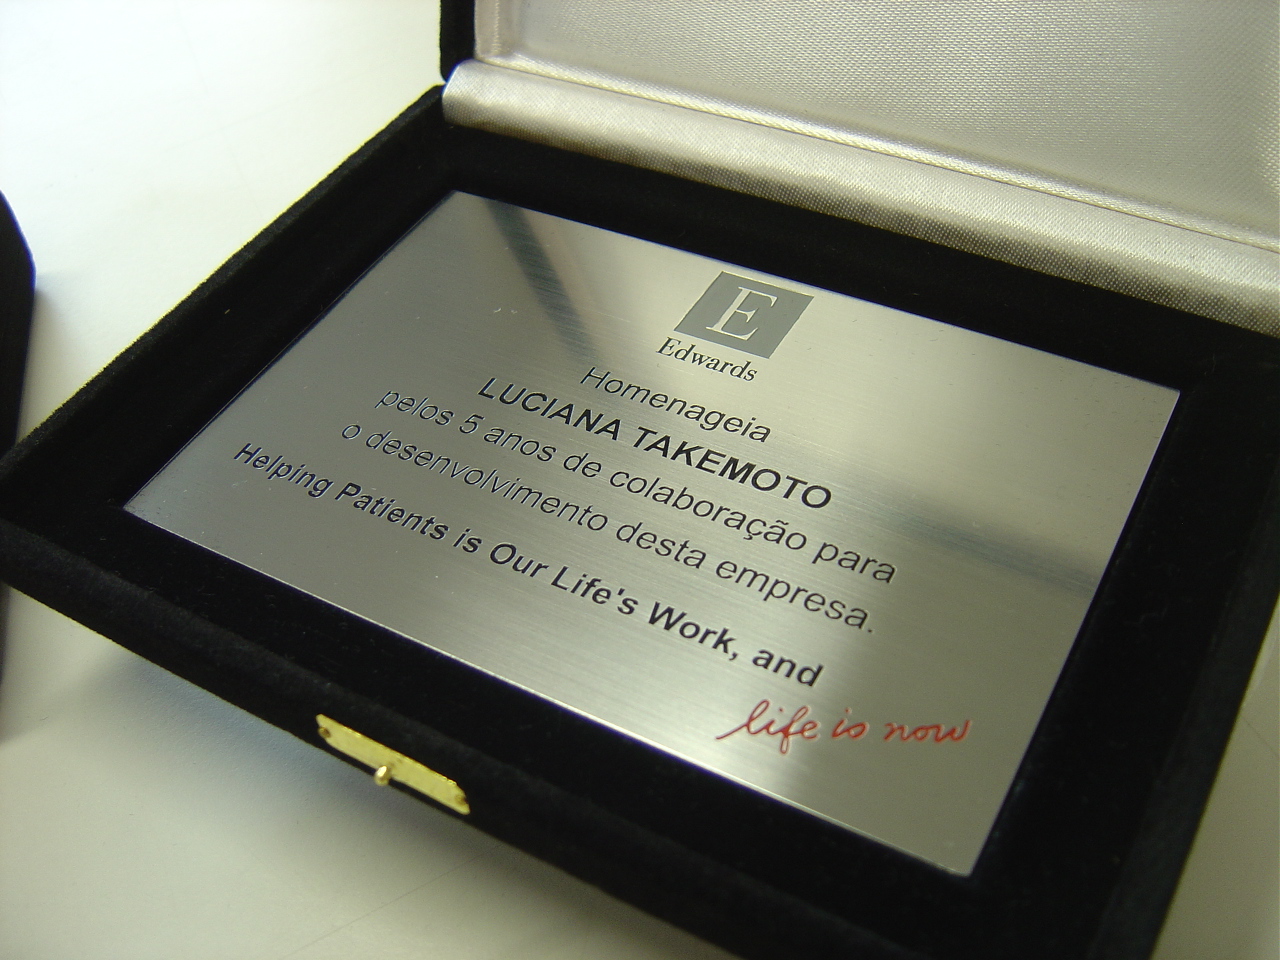 E
Edwards
Homenageia
LUCIANA TAKEMOTO
pelos 5 anos de colaboração para
o desenvolvimento desta empresa.
Helping Patients is Our Life's Work, and
life is now